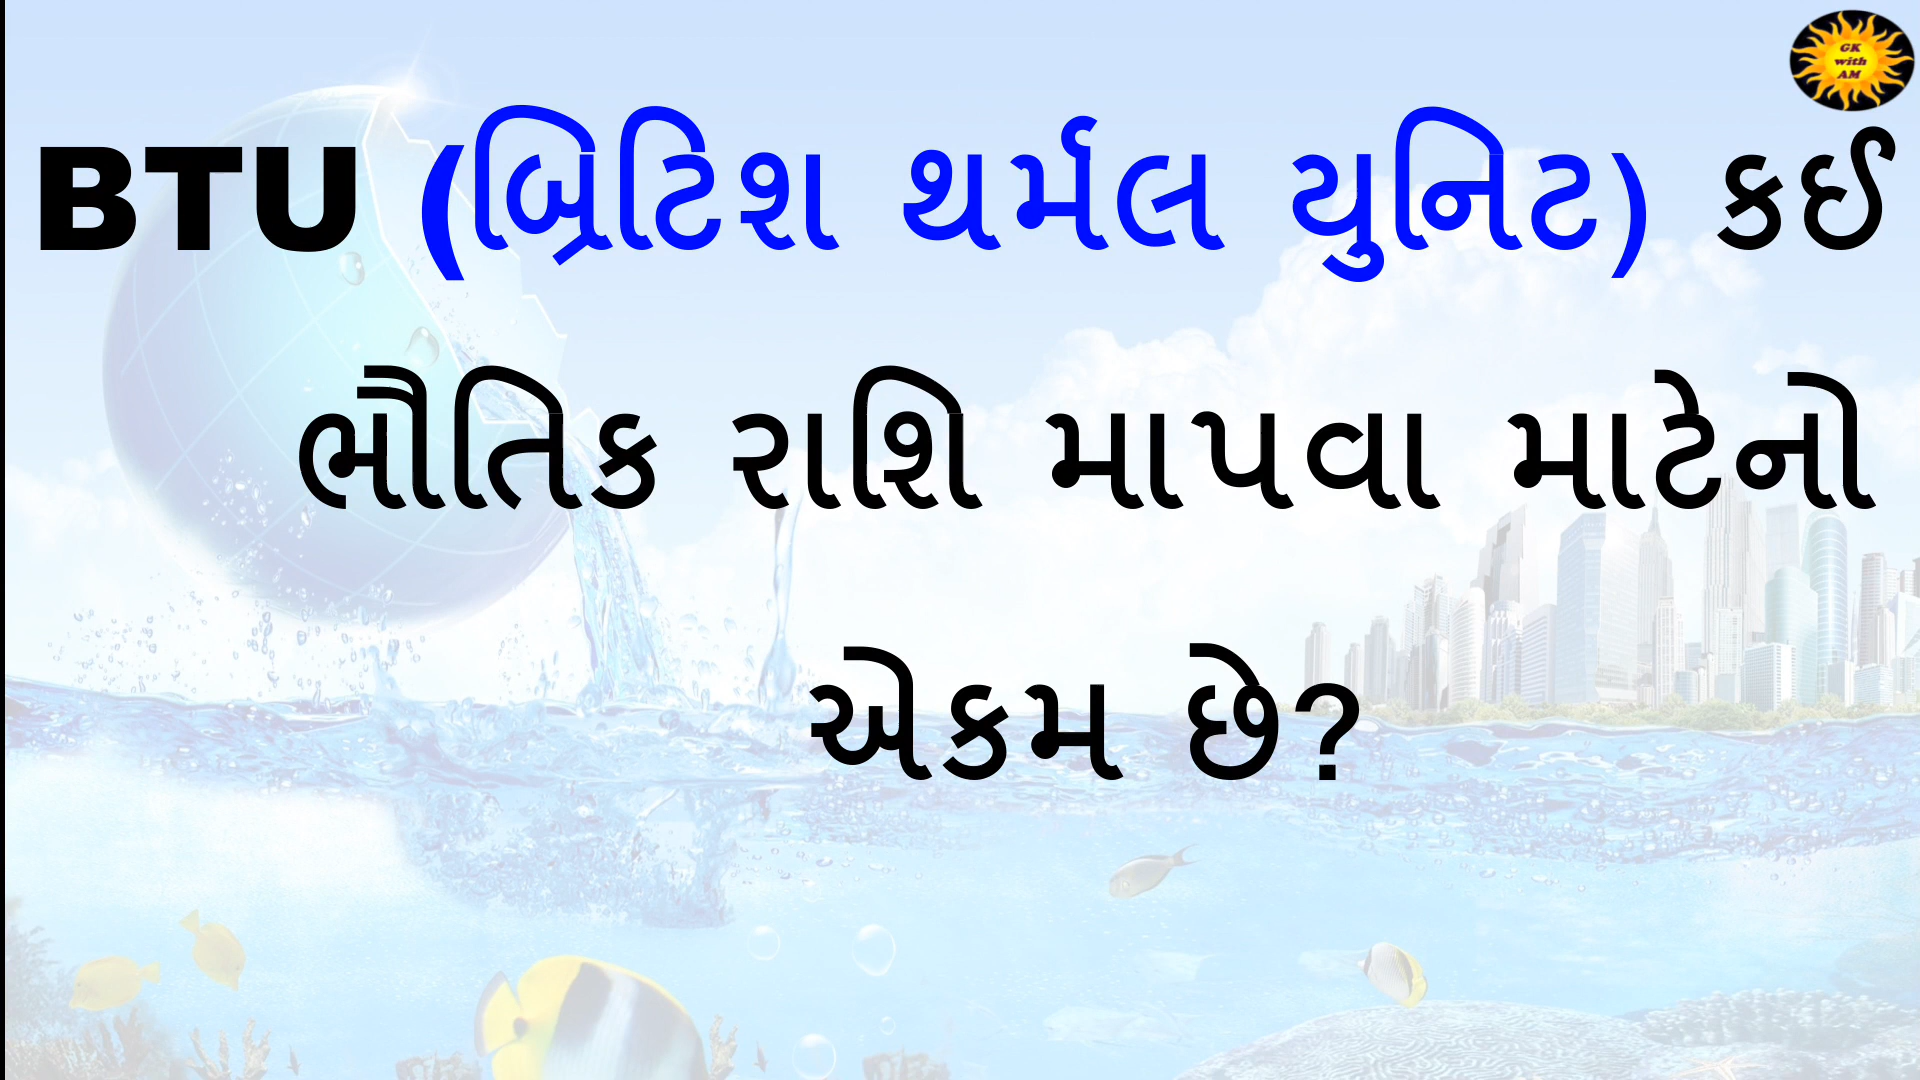 GK
with
AM
BTU (બ્રિટિશ થર્મલ યુનિટ) કઈ
ભૌતિક રાશિ માપવા માટેનો
એકમ છે?